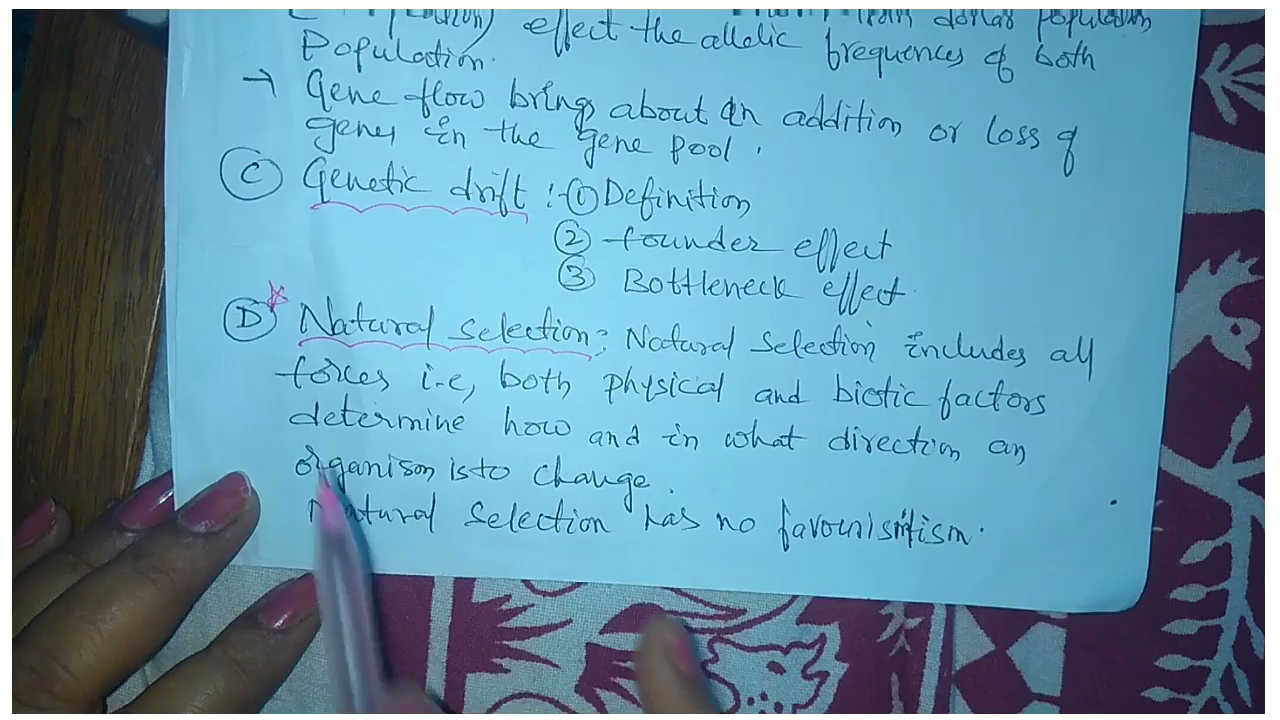 effect the allelic frequences of both
Population.
→ Gene flow brings about an addition or loss of
genes in the gene pool.
(C) Genetic drift :- (1) Definition
(2) founder effect
(3) Bottleneck effect.
(D) Natural selection: Natural selection includes all
forces i.e, both physical and biotic factors
determine how and in what direction an
organism is to change.
Natural selection has no